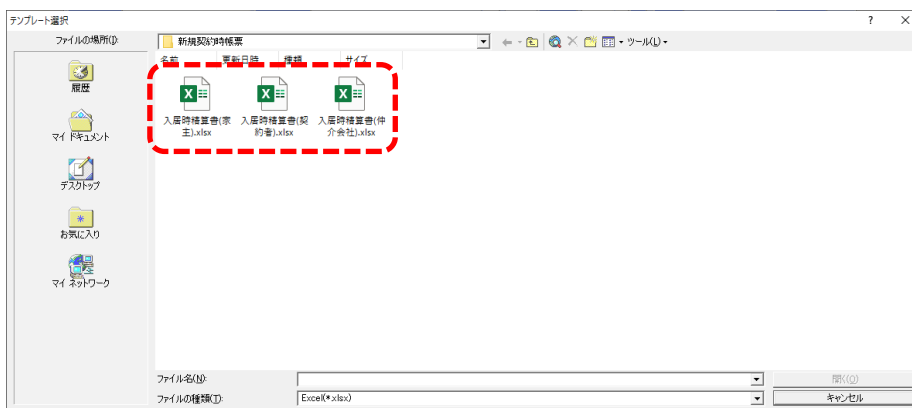 テンプレート選択
ファイルの場所(I):
新規契約時帳票
ツール(L)
名前 更新日時 種類 サイズ
入居時精算書(家主).xlsx
入居時精算書(契約者).xlsx
入居時精算書(仲介会社).xlsx
履歴
マイ ドキュメント
デスクトップ
お気に入り
マイ ネットワーク
ファイル名(N):
開く(O)
ファイルの種類(T):
Excel(*.xlsx)
キャンセル